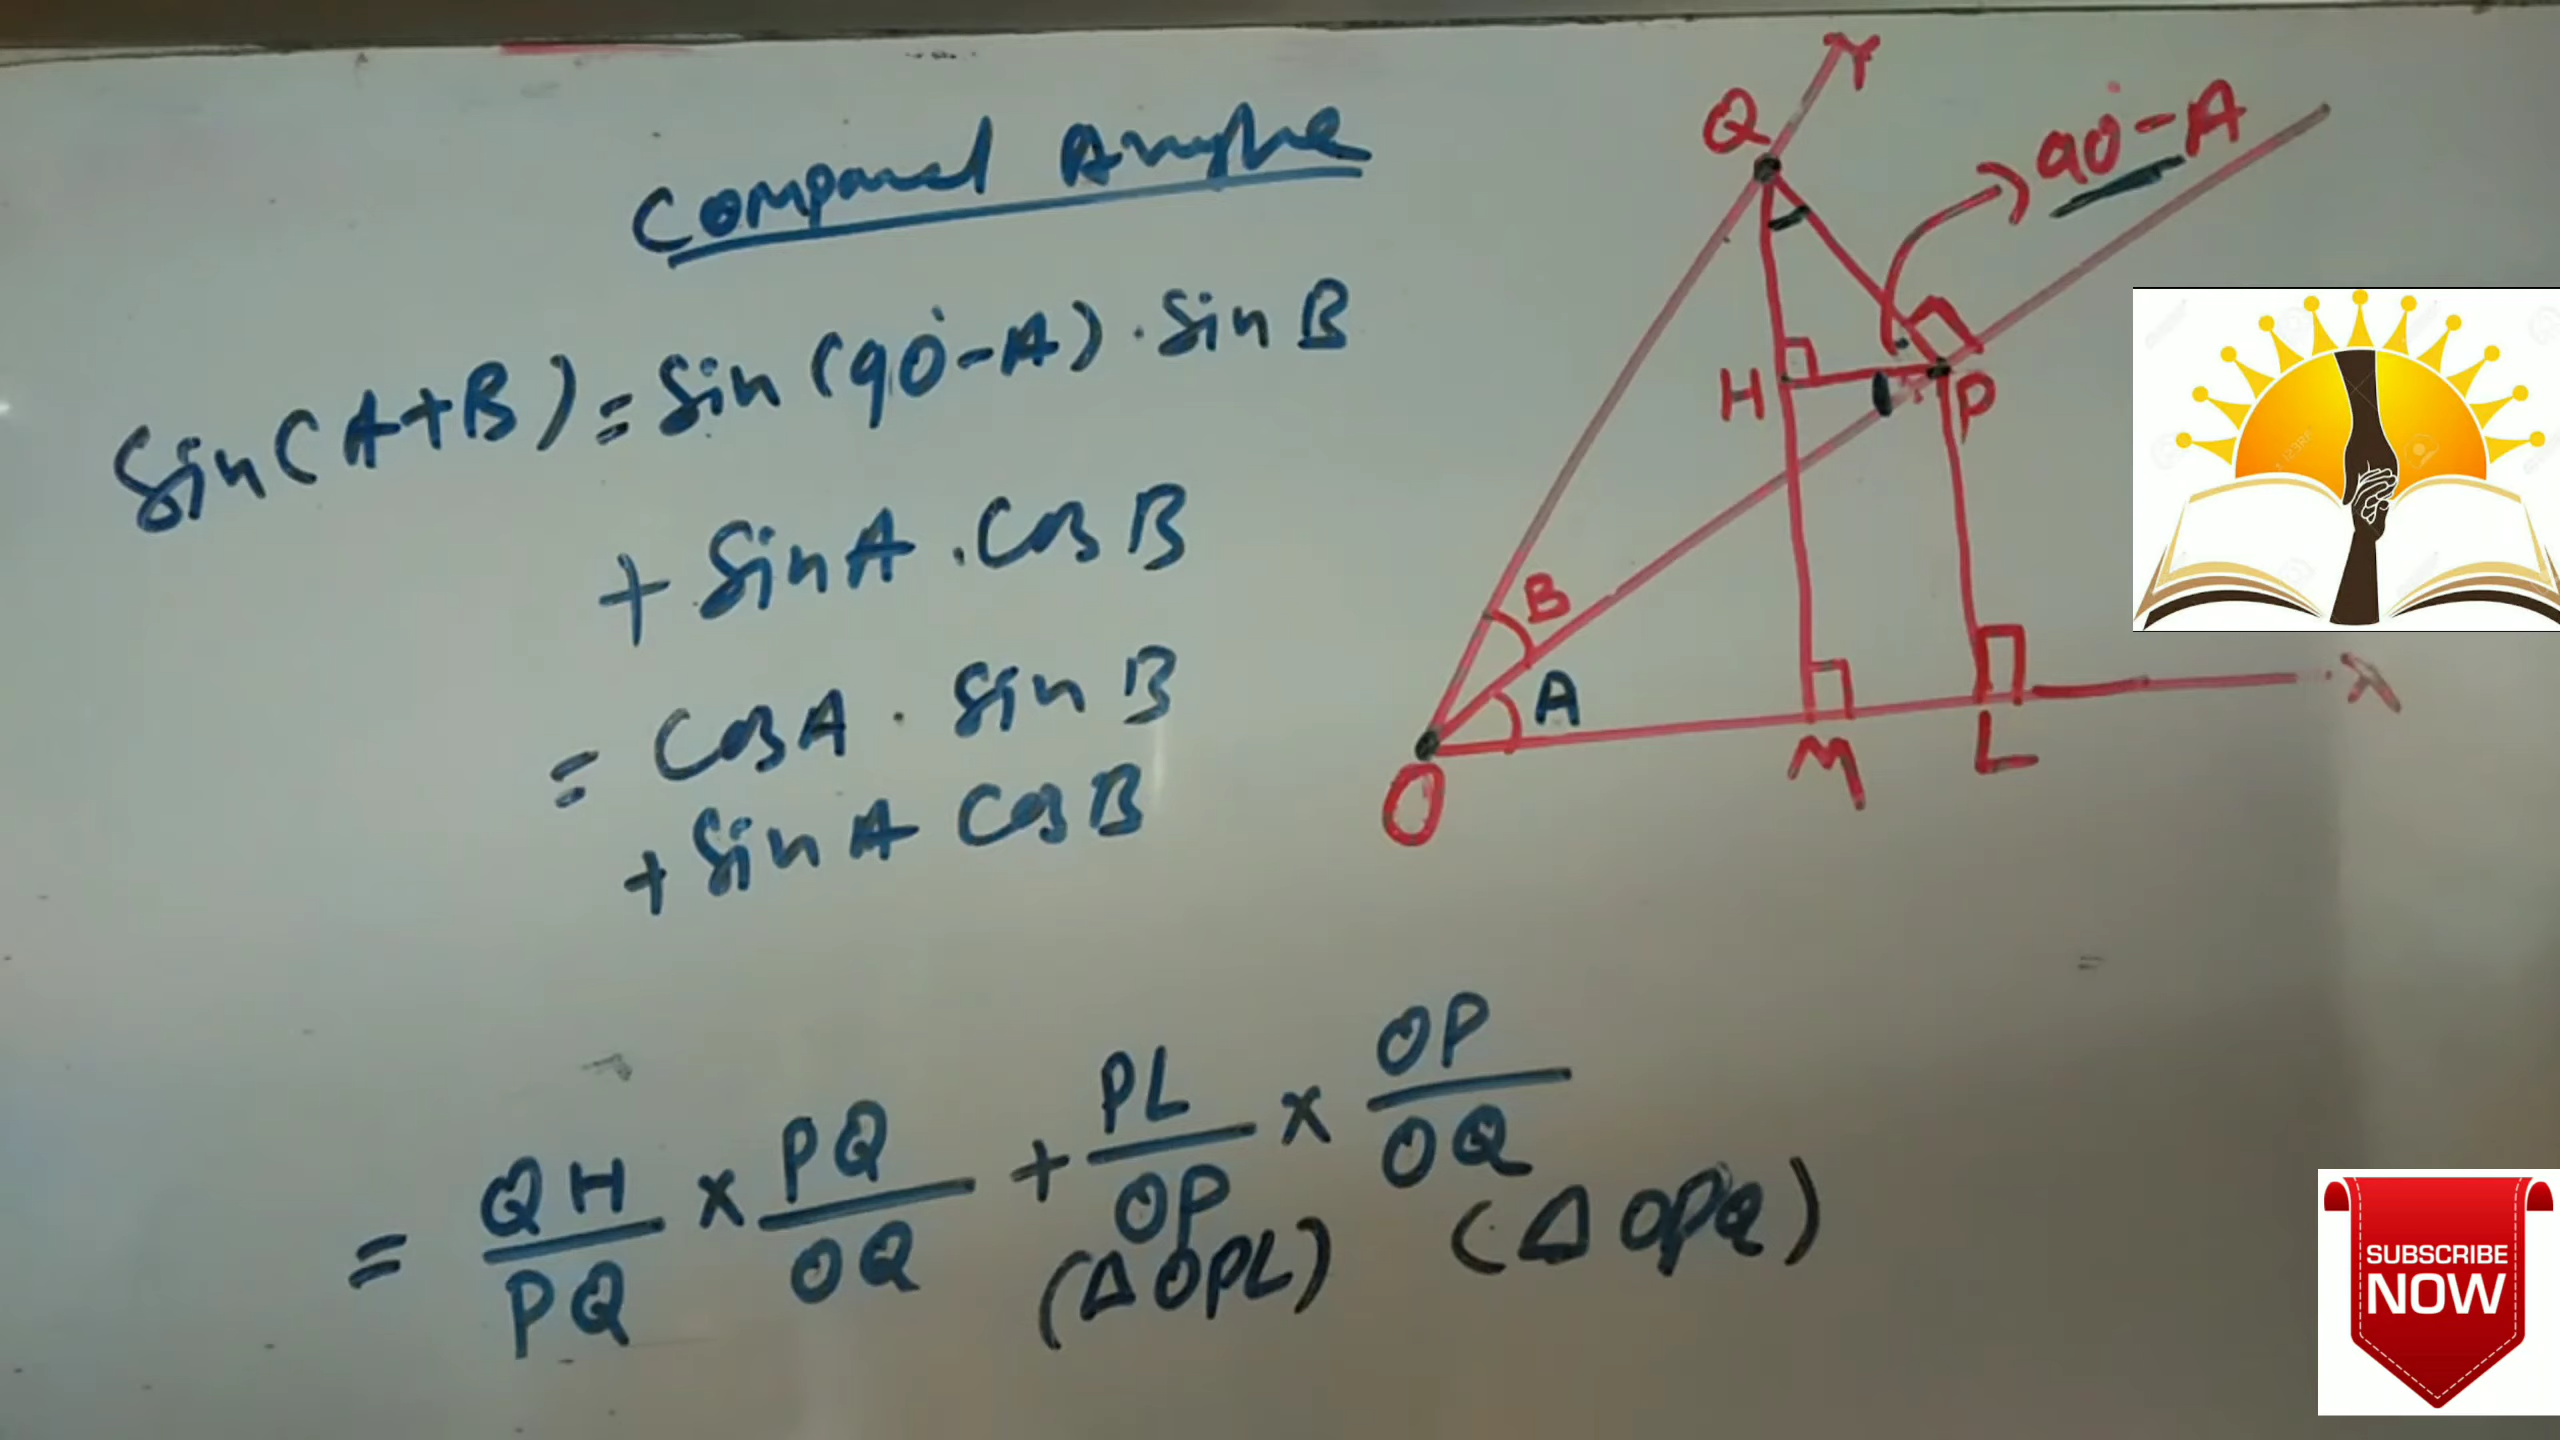 Compound Angle
Sin(A+B) = Sin(90°-A) · Sin B
+ Sin A . Cos B
= Cos A . Sin B
+ Sin A Cos B
= QH/PQ × PQ/OQ + PL/OP × OP/OQ
(Δ OPL) (Δ OPQ)
Y
Q
90°-A
H
P
B
A
O
M
L
X
SUBSCRIBE
NOW